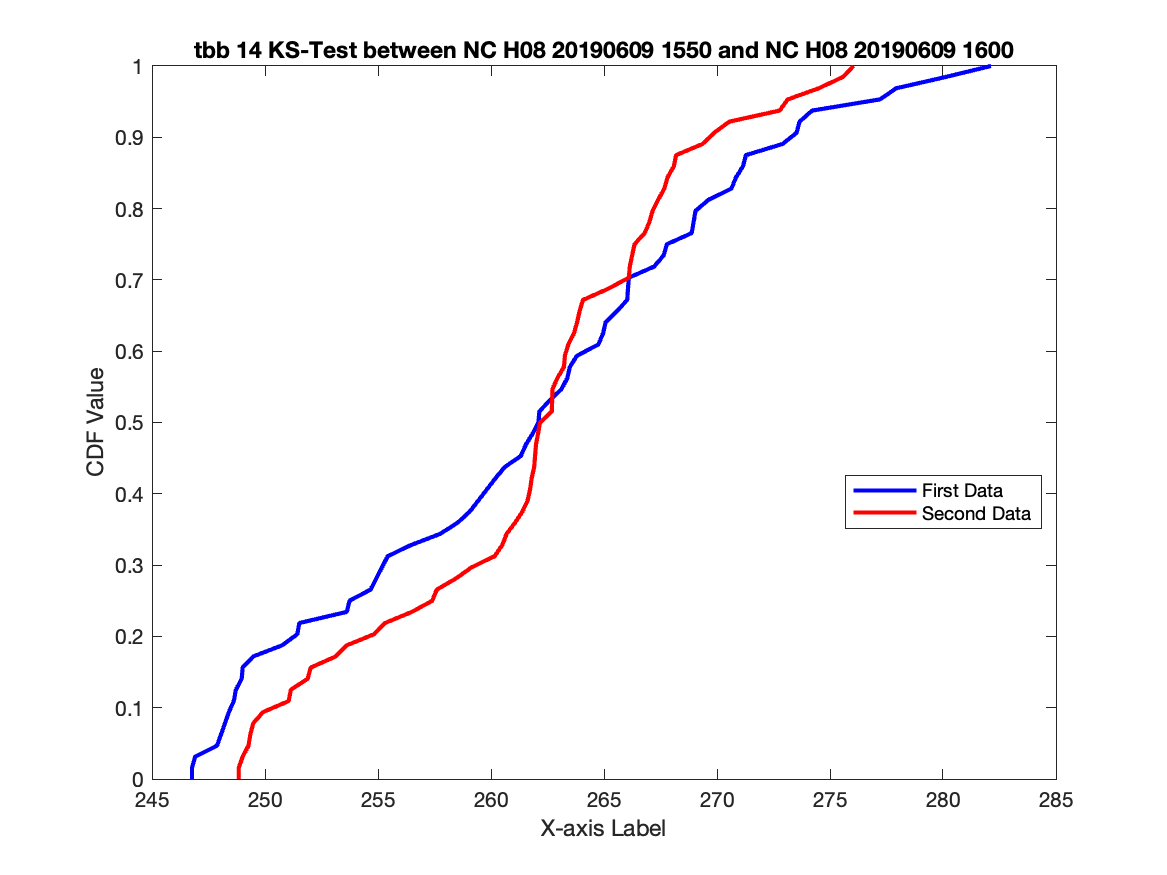 tbb 14 KS-Test between NC H08 20190609 1550 and NC H08 20190609 1600
1
0.9
0.8
0.7
0.6
0.5
0.4
0.3
0.2
0.1
0
CDF Value
First Data
Second Data
245 250 255 260 265 270 275 280 285
X-axis Label